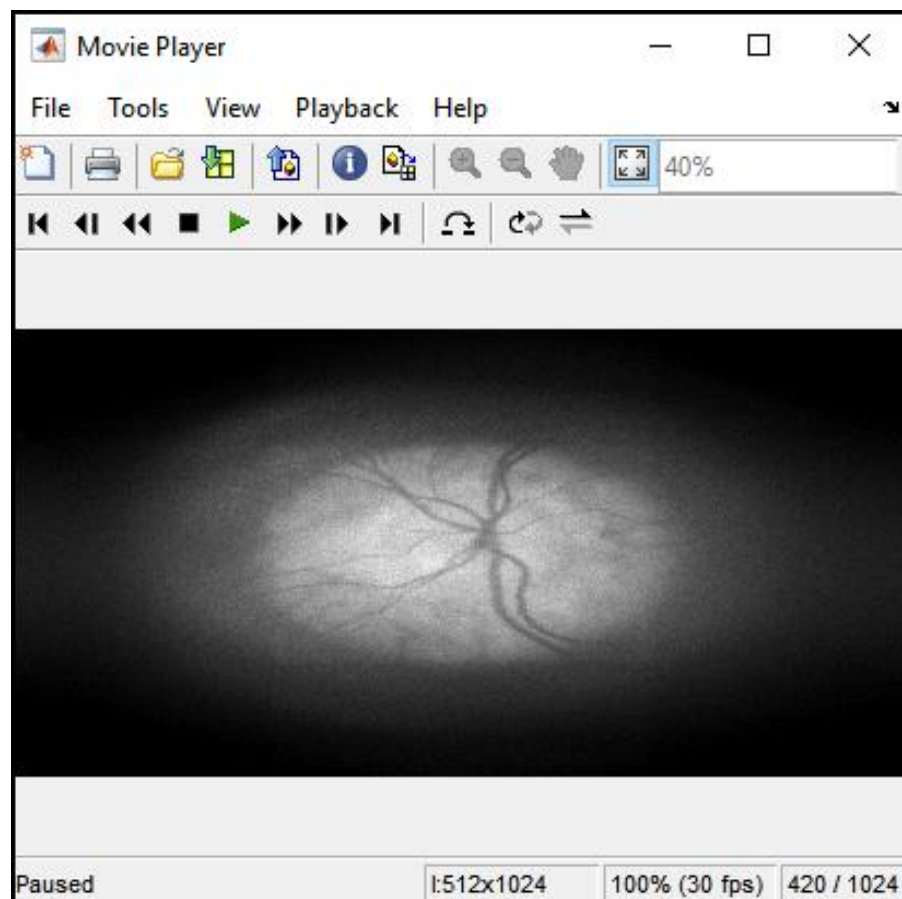 Movie Player
File Tools View Playback Help
40%
Paused I:512x1024 100% (30 fps) 420 / 1024